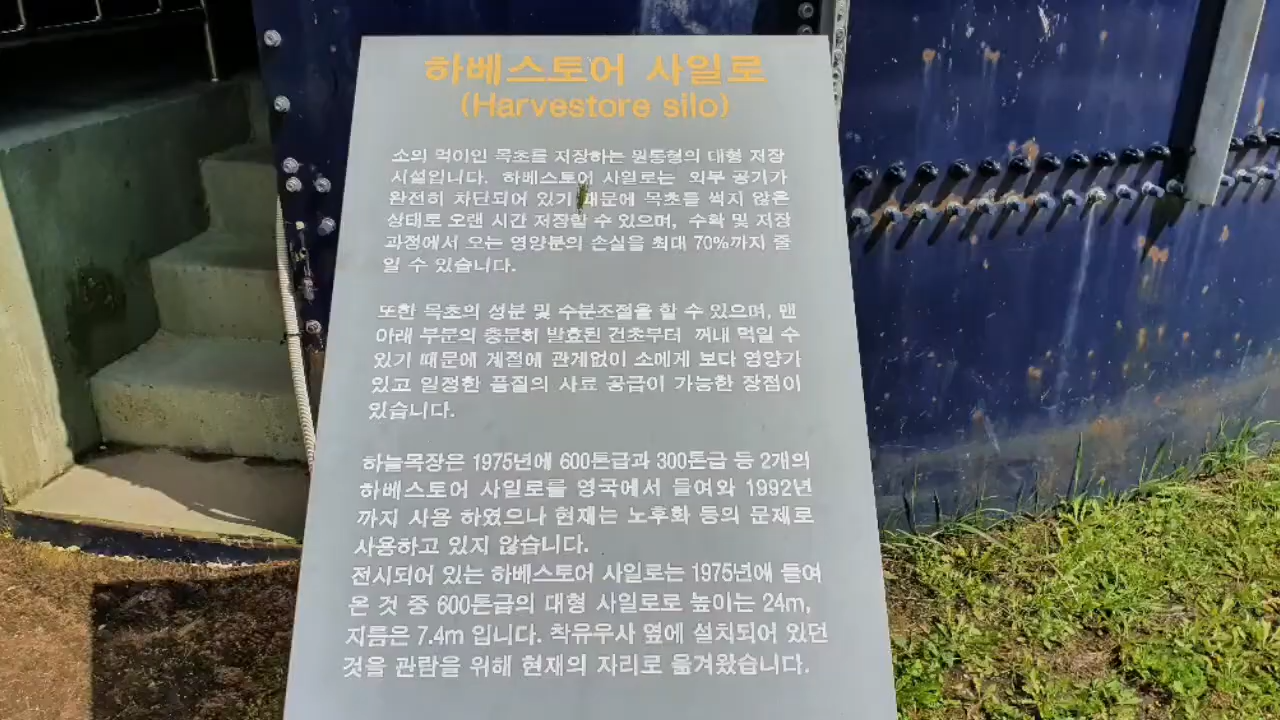 하베스토어 사일로
(Harvestore silo)
소의 먹이인 목초를 저장하는 원통형의 대형 저장
시설입니다. 하베스토어 사일로는 외부 공기가
완전히 차단되어 있기 때문에 목초를 썩지 않은
상태로 오랜 시간 저장할 수 있으며, 수확 및 저장
과정에서 오는 영양분의 손실을 최대 70%까지 줄
일 수 있습니다.
또한 목초의 성분 및 수분조절을 할 수 있으며, 맨
아래 부분의 충분히 발효된 건초부터 꺼내 먹일 수
있기 때문에 계절에 관계없이 소에게 보다 영양가
있고 일정한 품질의 사료 공급이 가능한 장점이
있습니다.
하늘목장은 1975년에 600톤급과 300톤급 등 2개의
하베스토어 사일로를 영국에서 들여와 1992년
까지 사용 하였으나 현재는 노후화 등의 문제로
사용하고 있지 않습니다.
전시되어 있는 하베스토어 사일로는 1975년에 들여
온 것 중 600톤급의 대형 사일로로 높이는 24m,
지름은 7.4m 입니다. 착유우사 옆에 설치되어 있던
것을 관람을 위해 현재의 자리로 옮겨왔습니다.